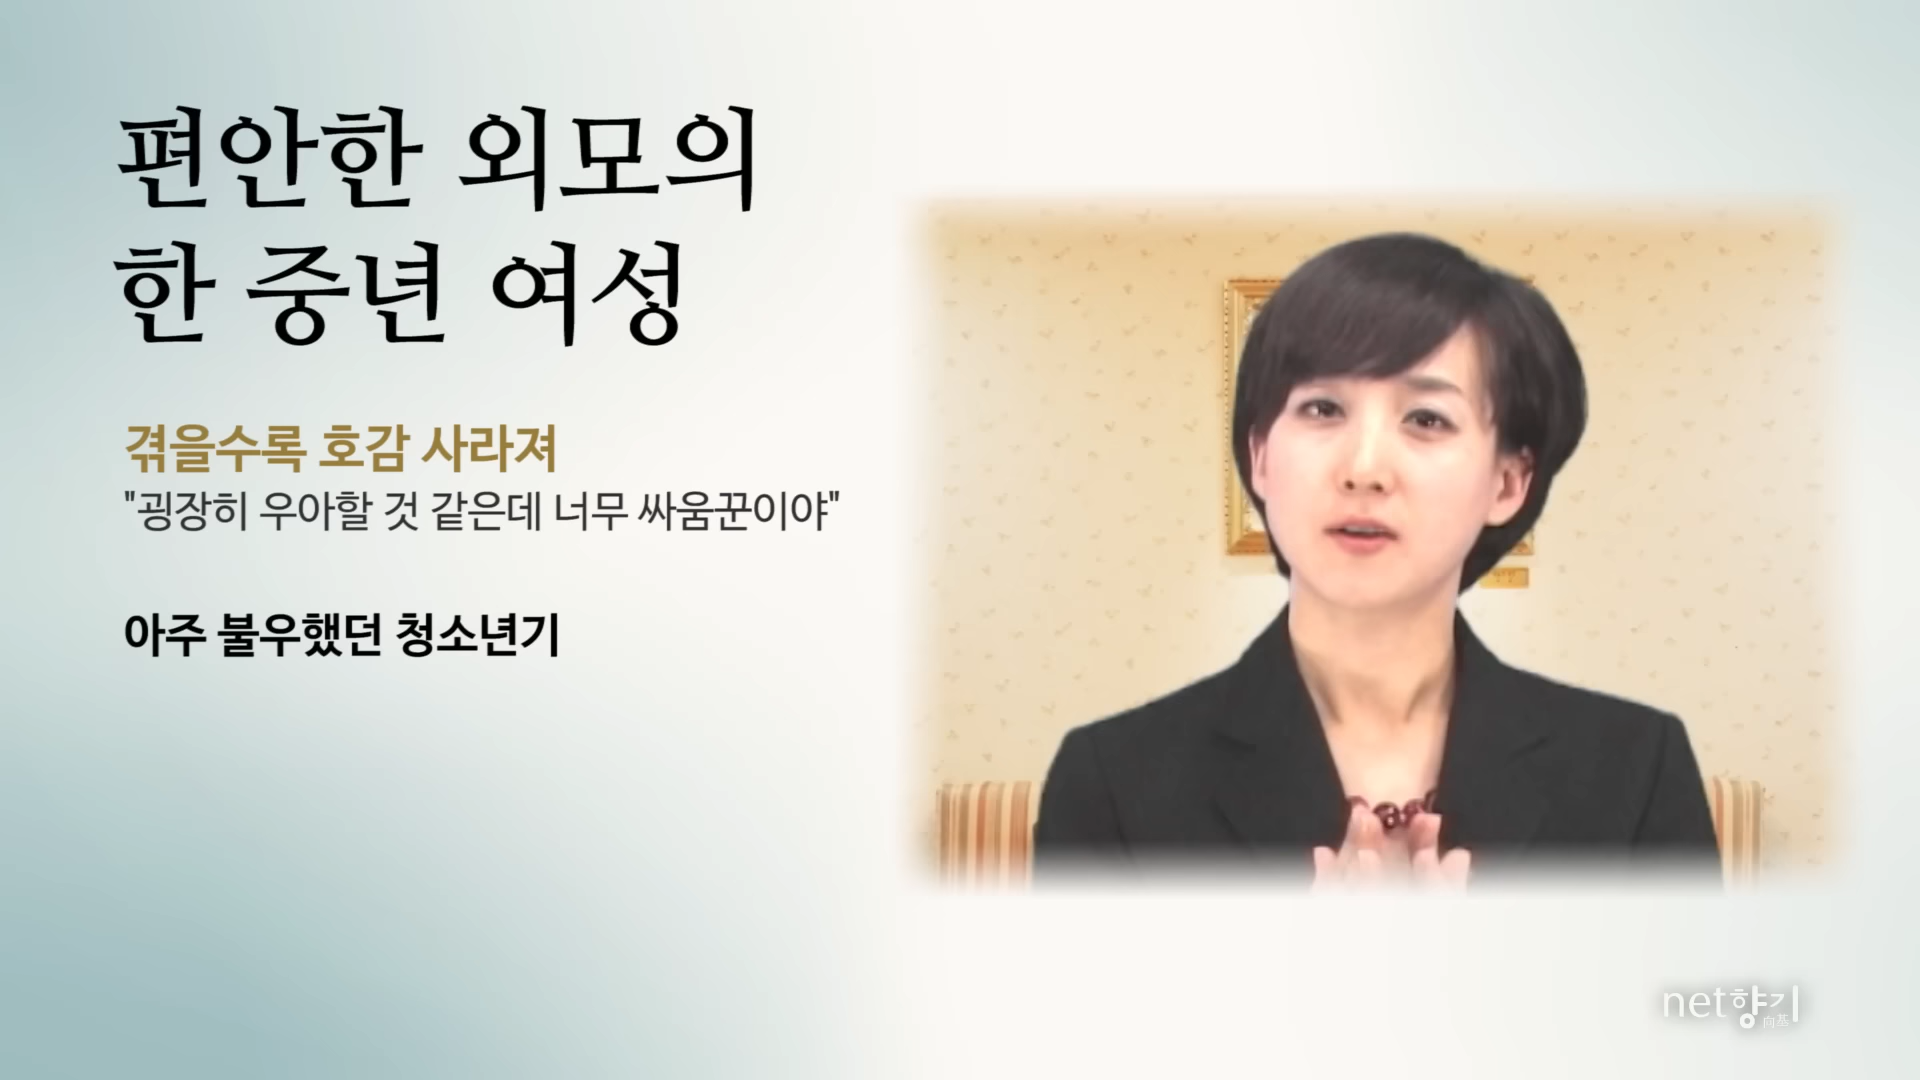 편안한 외모의
한 중년 여성
겪을수록 호감 사라져
"굉장히 우아할 것 같은데 너무 싸움꾼이야"
아주 불우했던 청소년기
net향기
向基